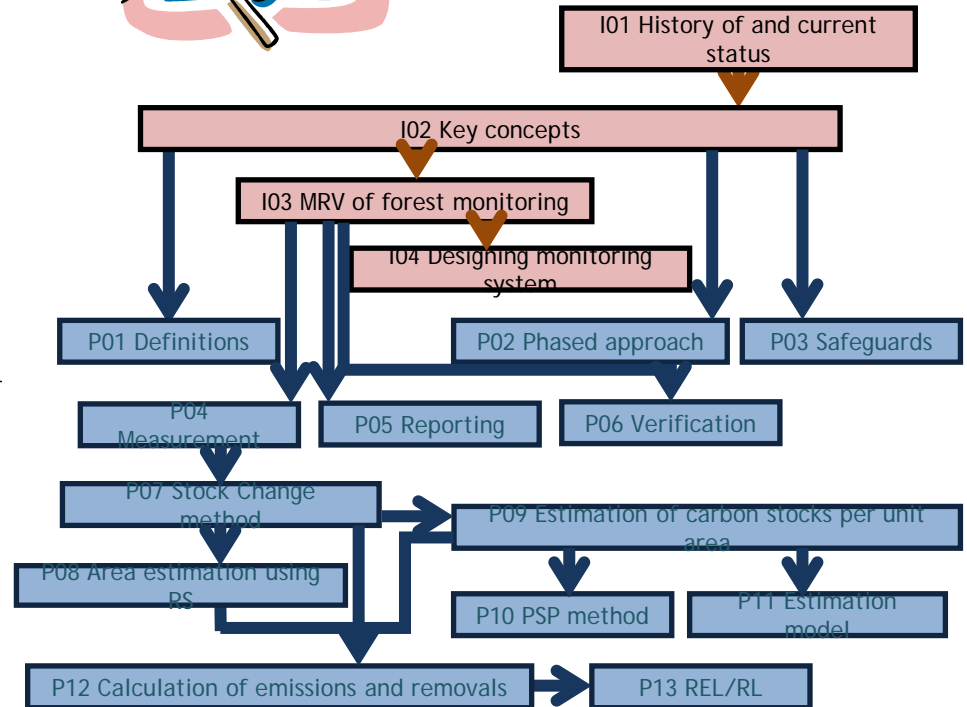 I01 History of and current
status
I02 Key concepts
I03 MRV of forest monitoring
I04 Designing monitoring
system
P01 Definitions
P02 Phased approach
P03 Safeguards
P04
Measurement
P05 Reporting
P06 Verification
P07 Stock Change
method
P09 Estimation of carbon stocks per unit
area
P08 Area estimation using
RS
P10 PSP method
P11 Estimation
model
P12 Calculation of emissions and removals
P13 REL/RL